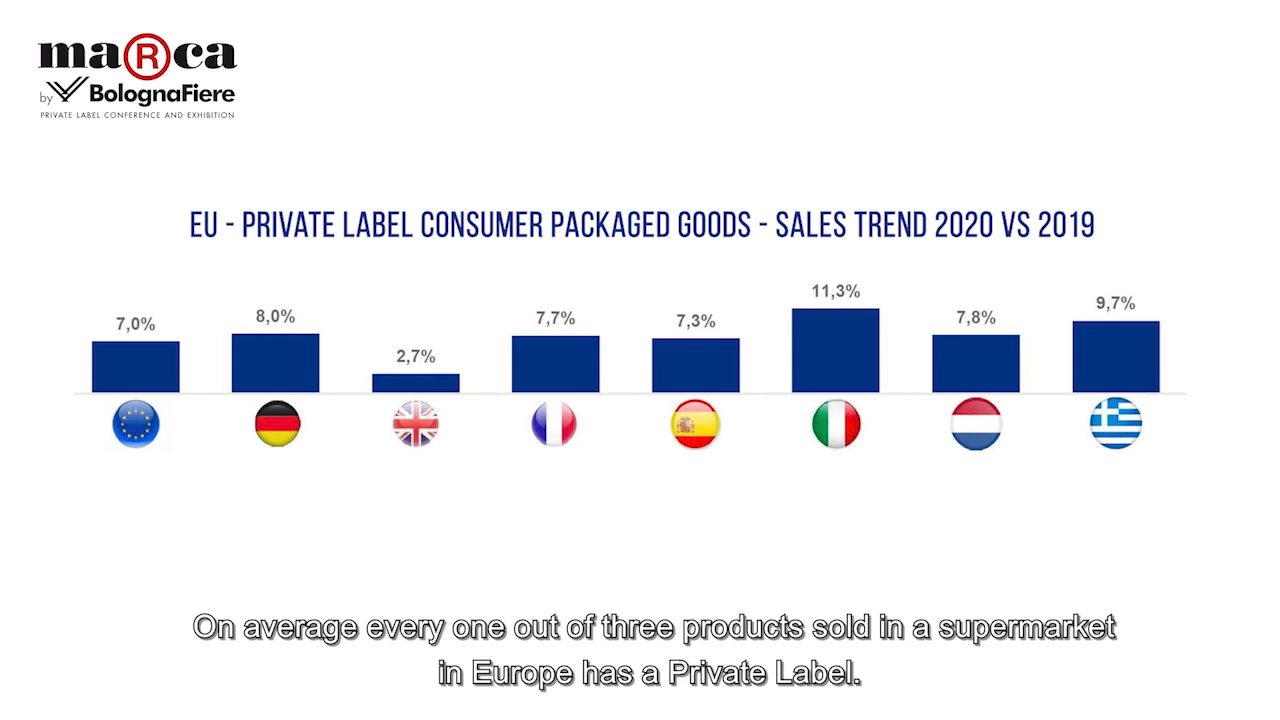 maRca
by BolognaFiere
PRIVATE LABEL CONFERENCE AND EXHIBITION
EU - PRIVATE LABEL CONSUMER PACKAGED GOODS - SALES TREND 2020 VS 2019
7,0% 8,0% 2,7% 7,7% 7,3% 11,3% 7,8% 9,7%
On average every one out of three products sold in a supermarket
in Europe has a Private Label.